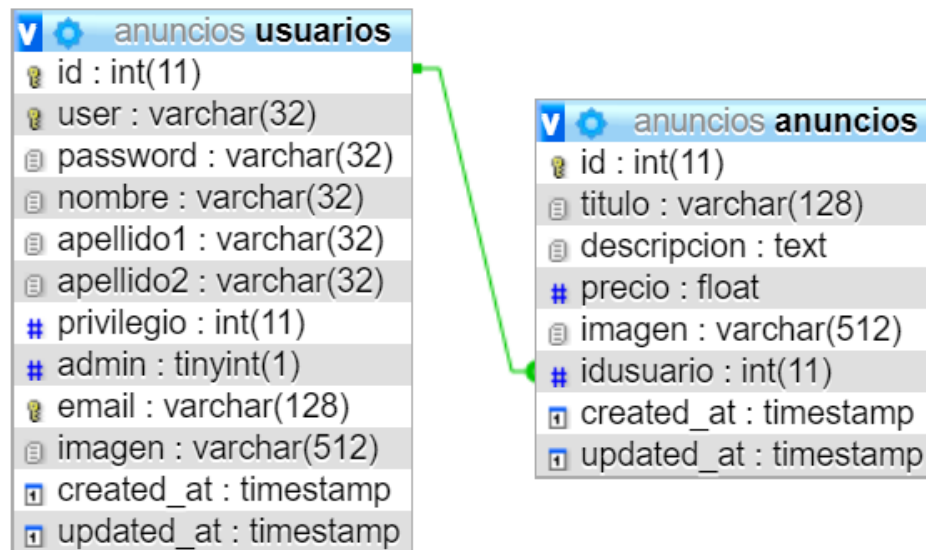 anuncios usuarios
id : int(11)
user : varchar(32)
password : varchar(32)
nombre : varchar(32)
apellido1 : varchar(32)
apellido2 : varchar(32)
privilegio : int(11)
admin : tinyint(1)
email : varchar(128)
imagen : varchar(512)
created_at : timestamp
updated_at : timestamp
anuncios anuncios
id : int(11)
titulo : varchar(128)
descripcion : text
precio : float
imagen : varchar(512)
idusuario : int(11)
created_at : timestamp
updated_at : timestamp